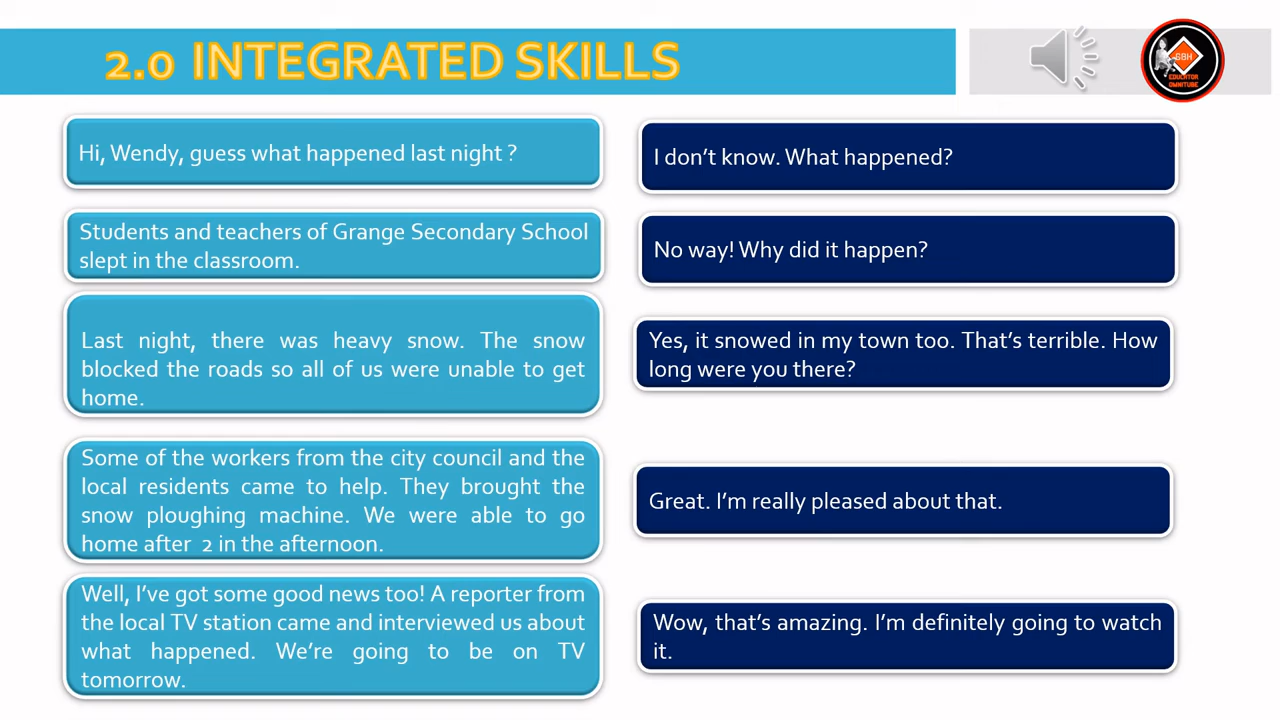 2.0 INTEGRATED SKILLS
GBH
EDUCATOR
OMNITUBE
Hi, Wendy, guess what happened last night ?
I don't know. What happened?
Students and teachers of Grange Secondary School
slept in the classroom.
No way! Why did it happen?
Last night, there was heavy snow. The snow
blocked the roads so all of us were unable to get
home.
Yes, it snowed in my town too. That's terrible. How
long were you there?
Some of the workers from the city council and the
local residents came to help. They brought the
snow ploughing machine. We were able to go
home after 2 in the afternoon.
Great. I'm really pleased about that.
Well, I've got some good news too! A reporter from
the local TV station came and interviewed us about
what happened. We're going to be on TV
tomorrow.
Wow, that's amazing. I'm definitely going to watch
it.